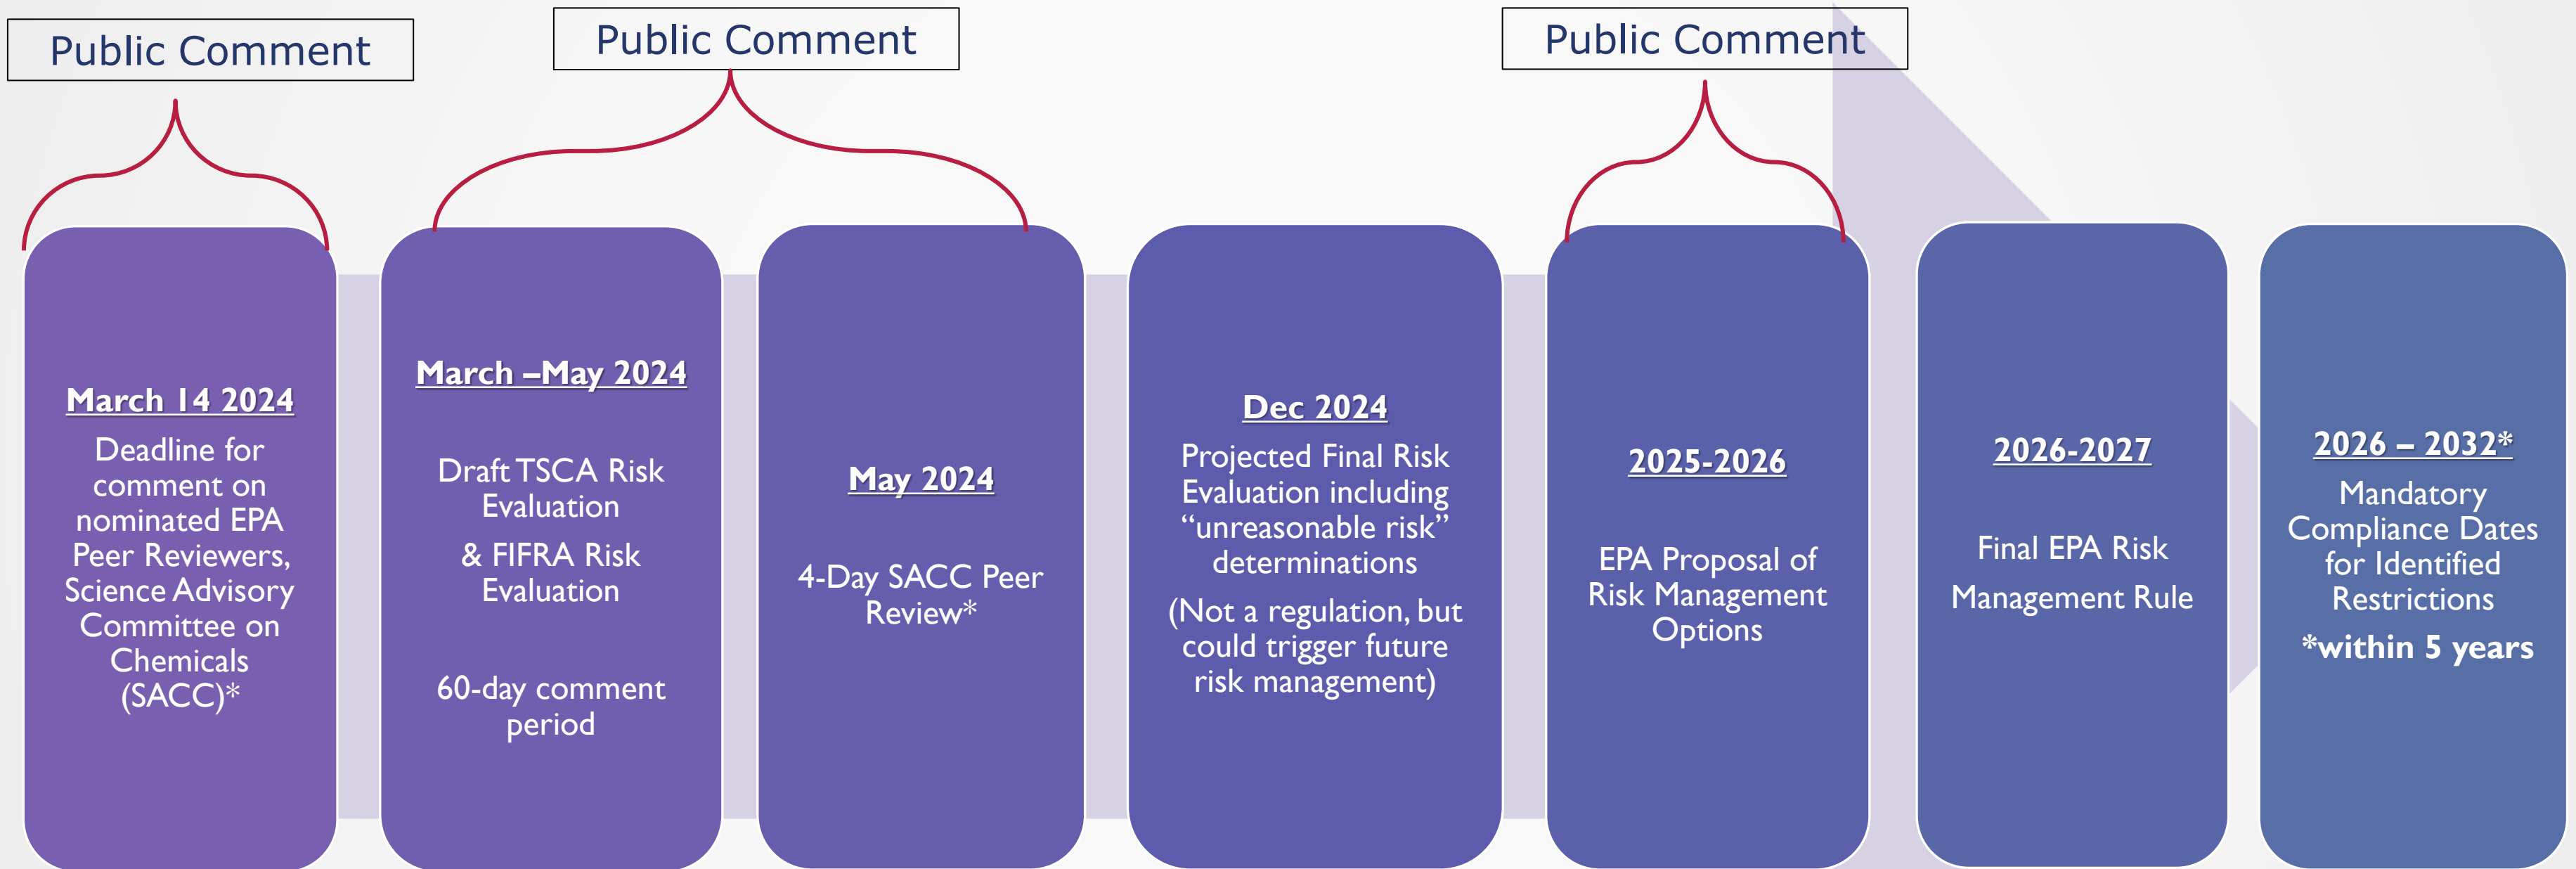 Public Comment
Public Comment
Public Comment
March 14 2024
Deadline for
comment on
nominated EPA
Peer Reviewers,
Science Advisory
Committee on
Chemicals
(SACC)*
March –May 2024
Draft TSCA Risk
Evaluation
& FIFRA Risk
Evaluation
60-day comment
period
May 2024
4-Day SACC Peer
Review*
Dec 2024
Projected Final Risk
Evaluation including
“unreasonable risk”
determinations
(Not a regulation, but
could trigger future
risk management)
2025-2026
EPA Proposal of
Risk Management
Options
2026-2027
Final EPA Risk
Management Rule
2026 – 2032*
Mandatory
Compliance Dates
for Identified
Restrictions
*within 5 years